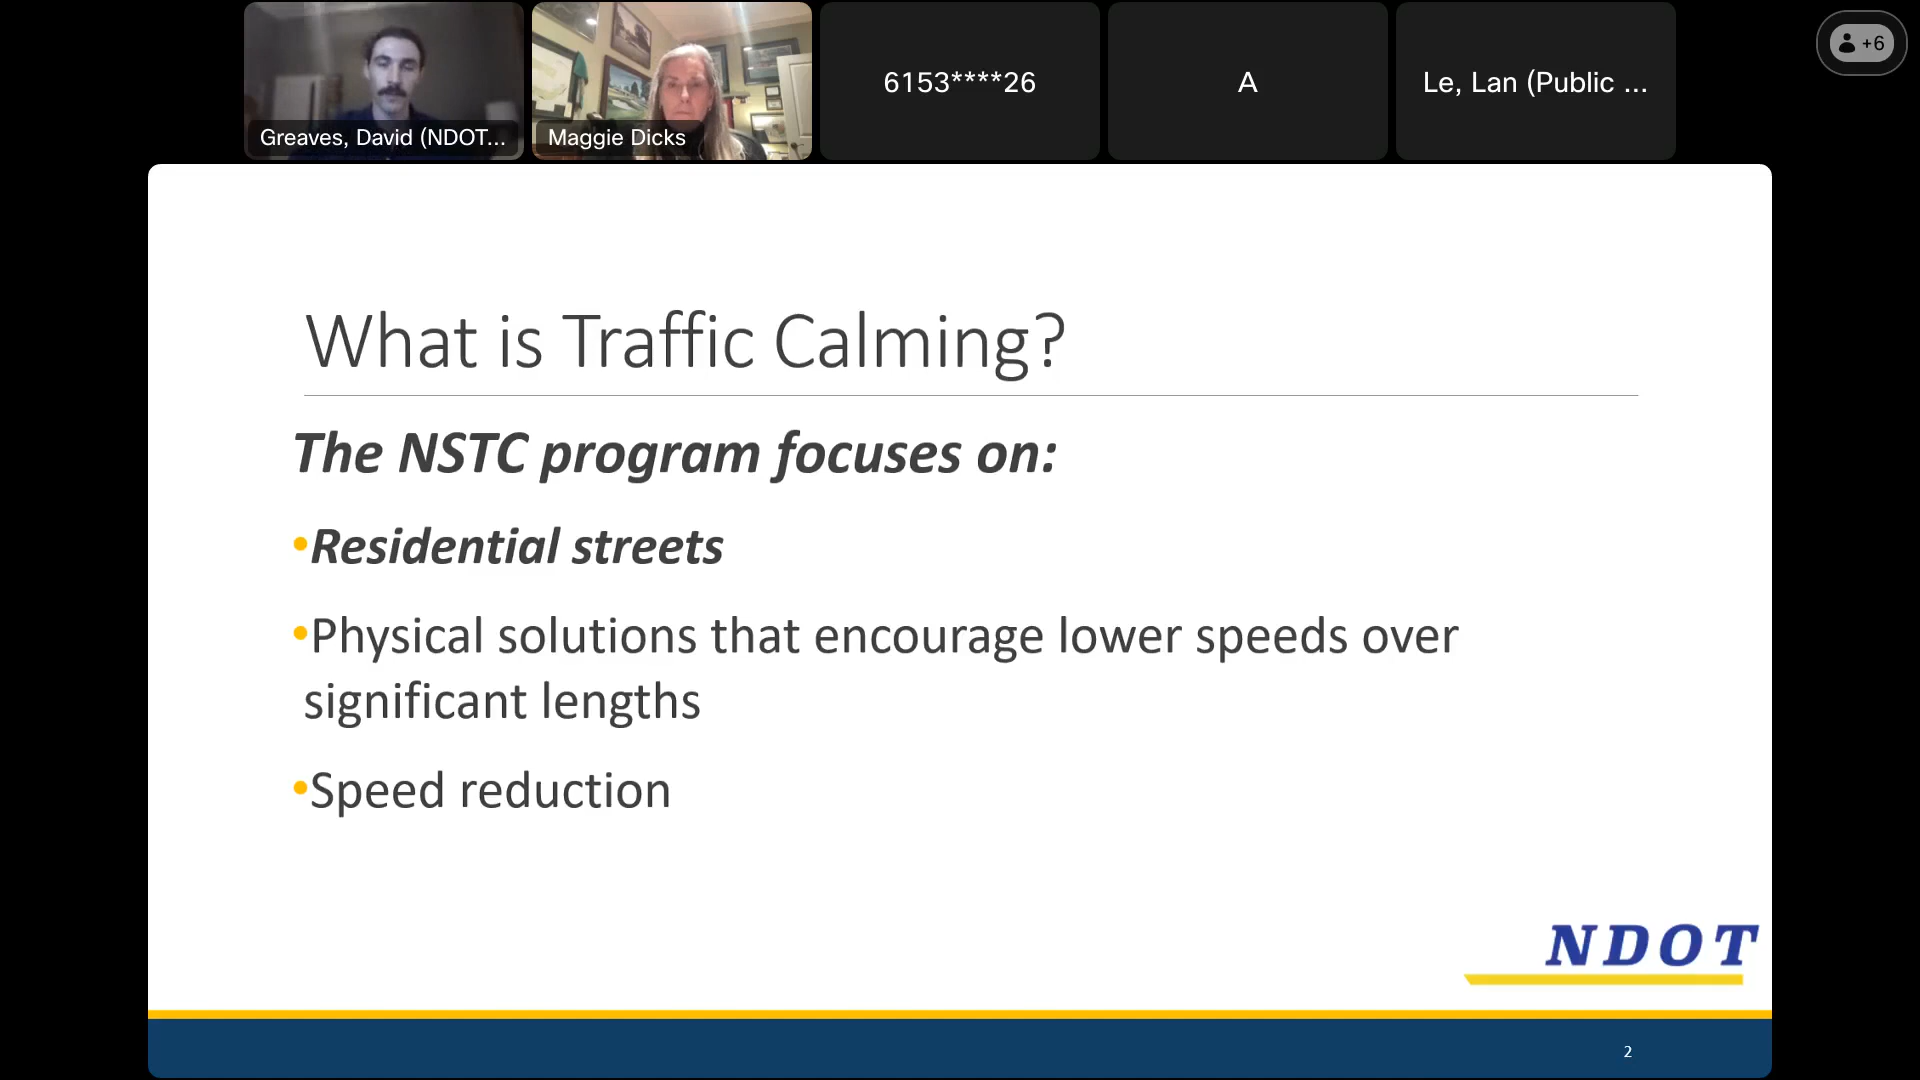 Greaves, David (NDOT...
Maggie Dicks
6153****26
A
Le, Lan (Public ...
+6
What is Traffic Calming?
The NSTC program focuses on:
•Residential streets
•Physical solutions that encourage lower speeds over
significant lengths
•Speed reduction
NDOT
2